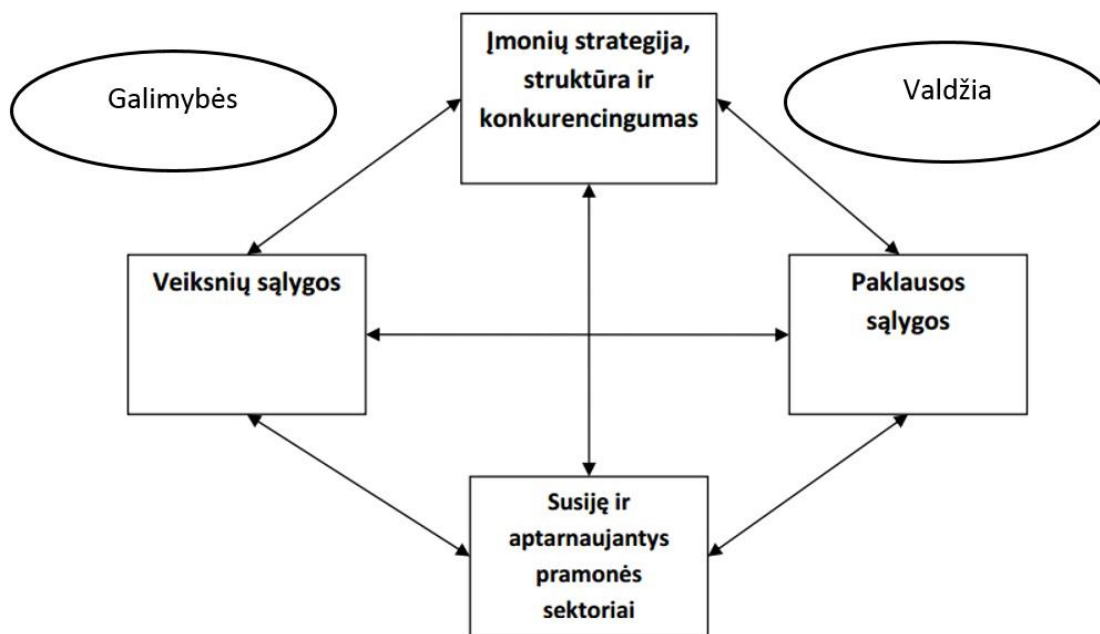 Įmonių strategija,
struktūra ir
konkurencingumas
Galimybės
Valdžia
Veiksnių sąlygos
Paklausos
sąlygos
Susiję ir
aptarnaujantys
pramonės
sektoriai